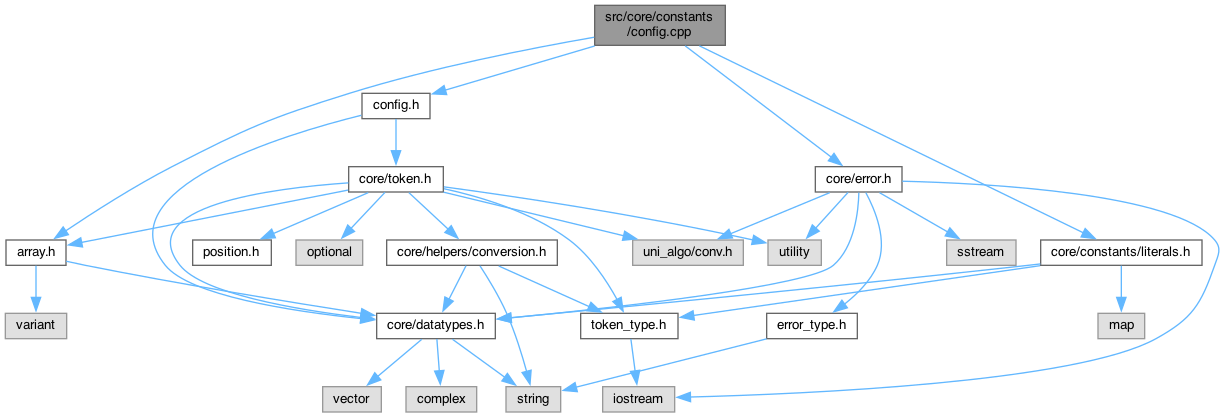 src/core/constants
/config.cpp
config.h
core/token.h
core/error.h
array.h
position.h
optional
core/helpers/conversion.h
uni_algo/conv.h
utility
sstream
core/constants/literals.h
variant
core/datatypes.h
token_type.h
error_type.h
map
vector
complex
string
iostream